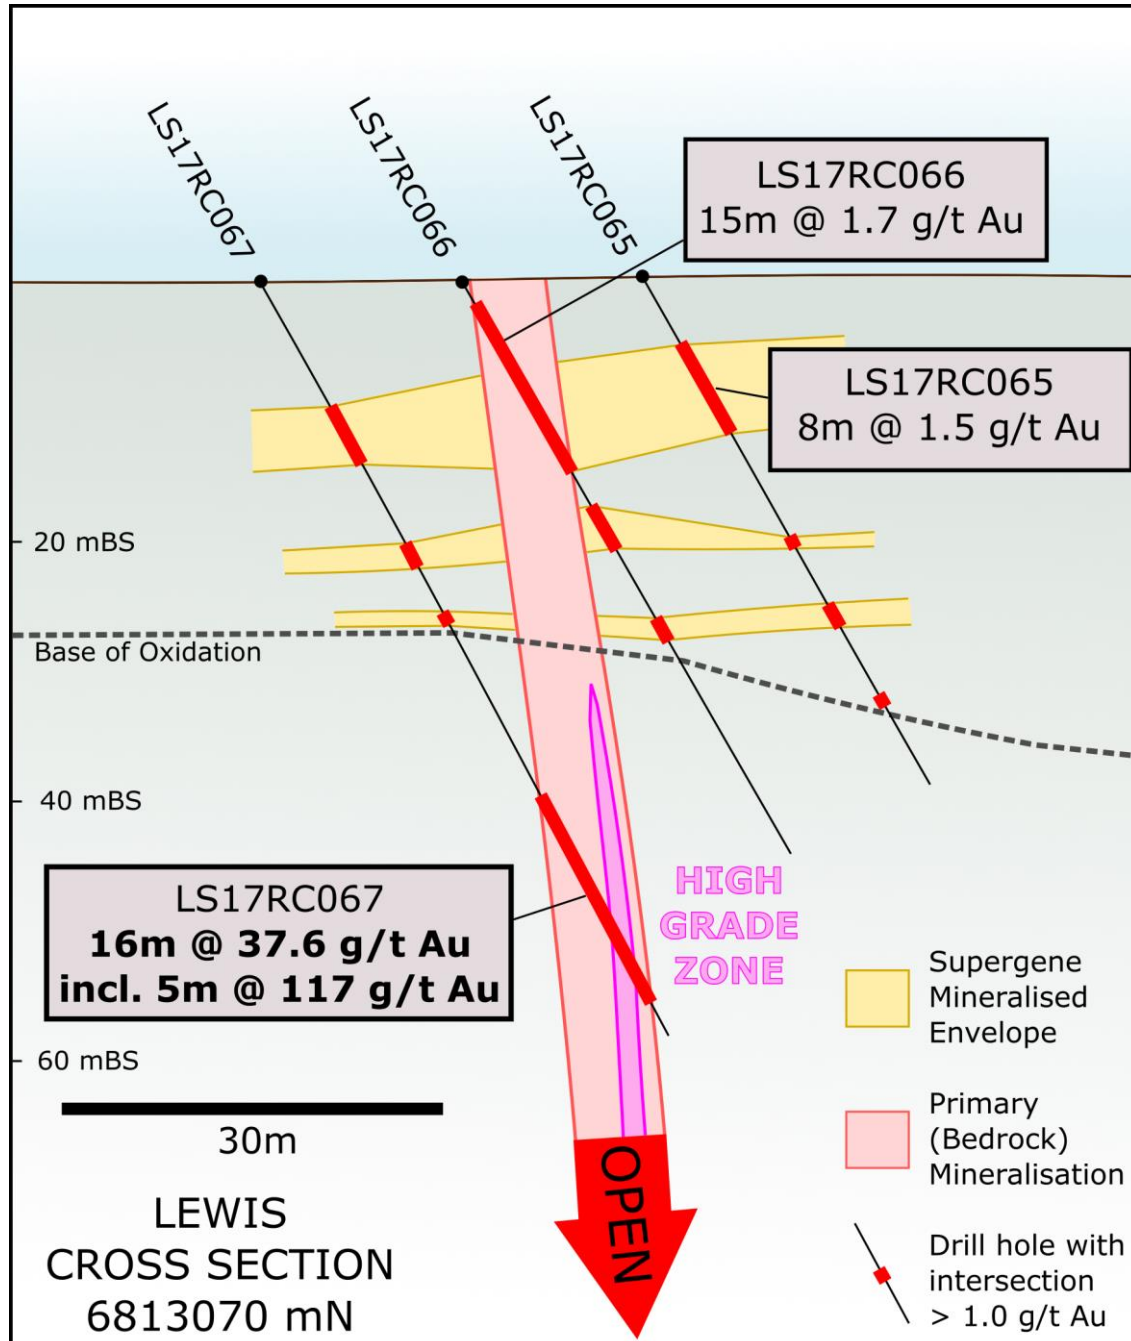 LS17RC067
LS17RC066
LS17RC065
LS17RC066
15m @ 1.7 g/t Au
LS17RC065
8m @ 1.5 g/t Au
20 mBS
Base of Oxidation
40 mBS
LS17RC067
16m @ 37.6 g/t Au
incl. 5m @ 117 g/t Au
HIGH
GRADE
ZONE
60 mBS
30m
OPEN
LEWIS
CROSS SECTION
6813070 mN
Supergene
Mineralised
Envelope
Primary
(Bedrock)
Mineralisation
Drill hole with
intersection
> 1.0 g/t Au